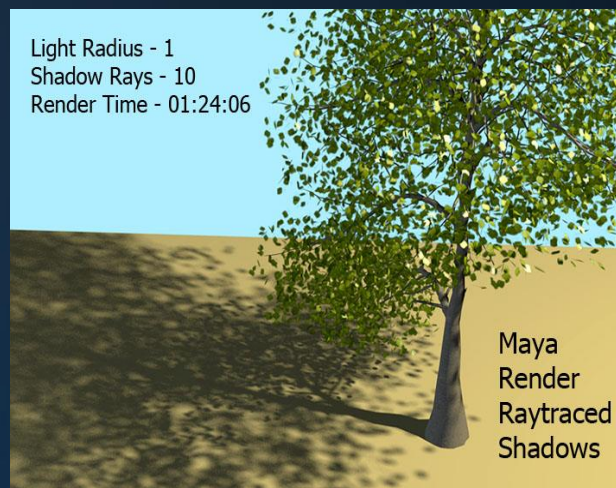 Light Radius - 1
Shadow Rays - 10
Render Time - 01:24:06
Maya
Render
Raytraced
Shadows